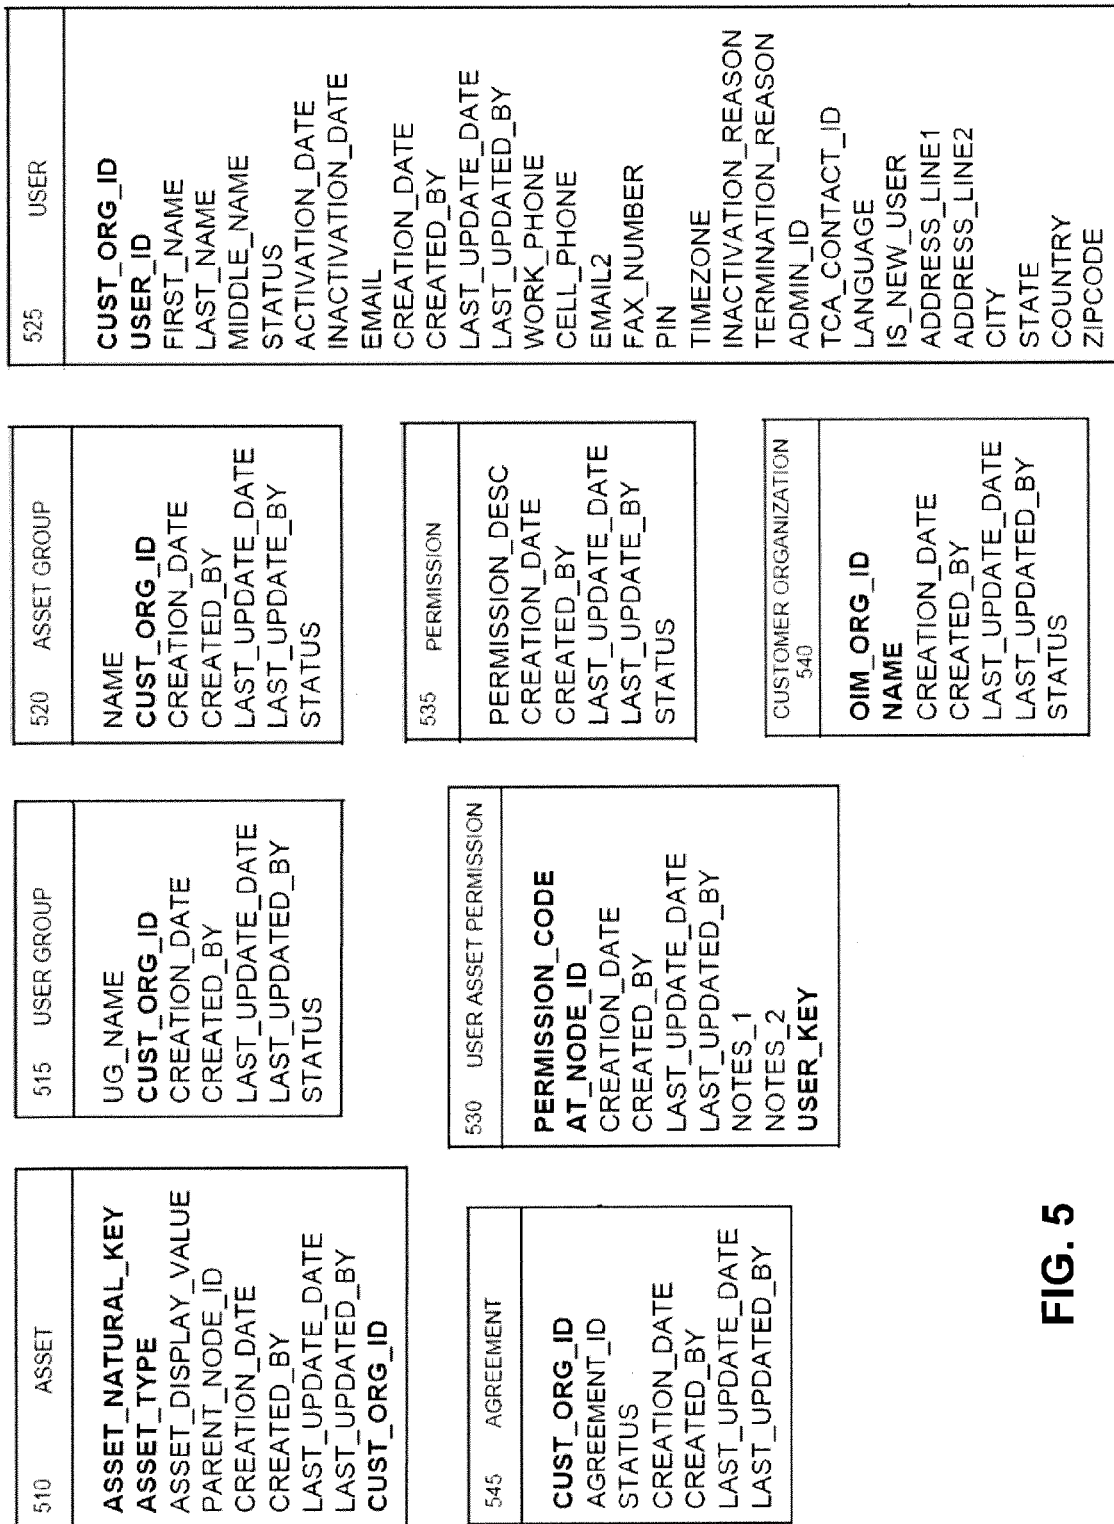 510 ASSET
ASSET_NATURAL_KEY
ASSET_TYPE
ASSET_DISPLAY_VALUE
PARENT_NODE_ID
CREATION_DATE
CREATED_BY
LAST_UPDATE_DATE
LAST_UPDATED_BY
CUST_ORG_ID
515 USER GROUP
UG_NAME
CUST_ORG_ID
CREATION_DATE
CREATED_BY
LAST_UPDATE_DATE
LAST_UPDATED_BY
STATUS
520 ASSET GROUP
NAME
CUST_ORG_ID
CREATION_DATE
CREATED_BY
LAST_UPDATE_DATE
LAST_UPDATE_BY
STATUS
525 USER
CUST_ORG_ID
USER_ID
FIRST_NAME
LAST_NAME
MIDDLE_NAME
STATUS
ACTIVATION_DATE
INACTIVATION_DATE
EMAIL
CREATION_DATE
CREATED_BY
LAST_UPDATE_DATE
LAST_UPDATED_BY
WORK_PHONE
CELL_PHONE
EMAIL2
FAX_NUMBER
PIN
TIMEZONE
INACTIVATION_REASON
TERMINATION_REASON
ADMIN_ID
TCA_CONTACT_ID
LANGUAGE
IS_NEW_USER
ADDRESS_LINE1
ADDRESS_LINE2
CITY
STATE
COUNTRY
ZIPCODE
545 AGREEMENT
CUST_ORG_ID
AGREEMENT_ID
STATUS
CREATION_DATE
CREATED_BY
LAST_UPDATE_DATE
LAST_UPDATED_BY
530 USER ASSET PERMISSION
PERMISSION_CODE
AT_NODE_ID
CREATION_DATE
CREATED_BY
LAST_UPDATE_DATE
LAST_UPDATED_BY
NOTES_1
NOTES_2
USER_KEY
535 PERMISSION
PERMISSION_DESC
CREATION_DATE
CREATED_BY
LAST_UPDATE_DATE
LAST_UPDATE_BY
STATUS
CUSTOMER ORGANIZATION
540
OIM_ORG_ID
NAME
CREATION_DATE
CREATED_BY
LAST_UPDATE_DATE
LAST_UPDATED_BY
STATUS
FIG. 5